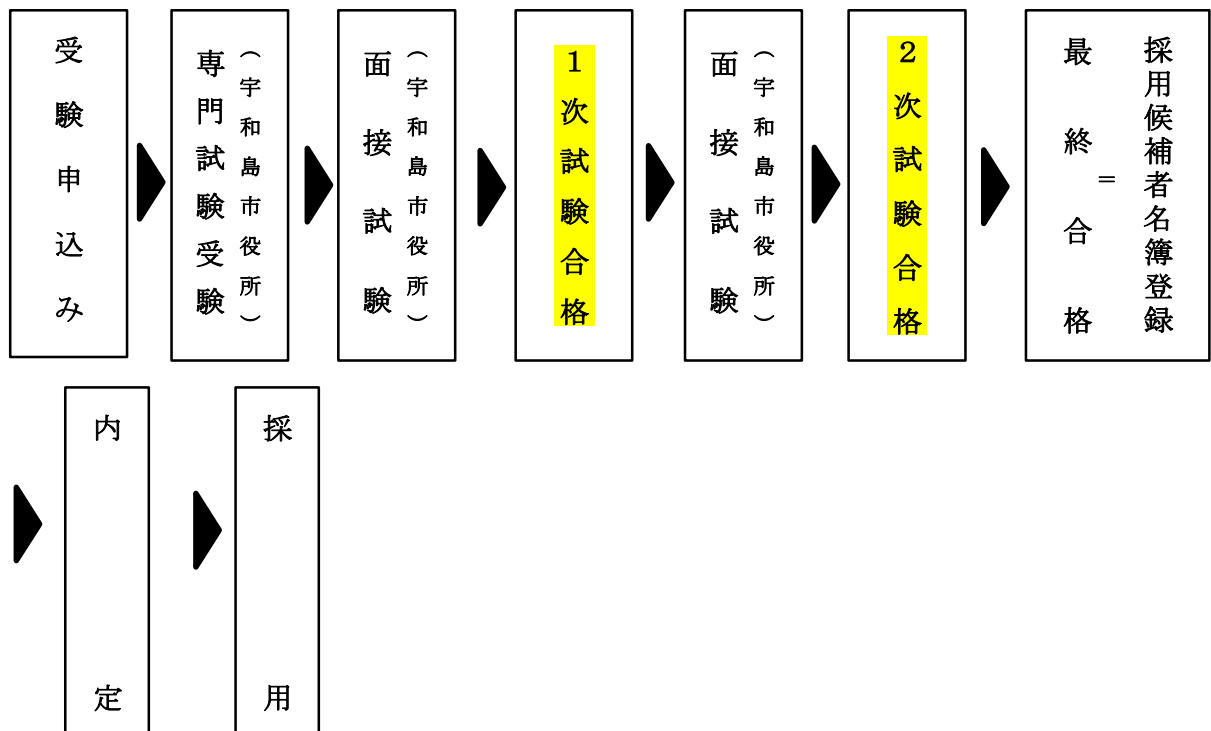 受験申込み
専門試験受験
（宇和島市役所）
面接試験
（宇和島市役所）
１次試験合格
面接試験
（宇和島市役所）
２次試験合格
採用候補者名簿登録
＝
最終合格
内定
採用